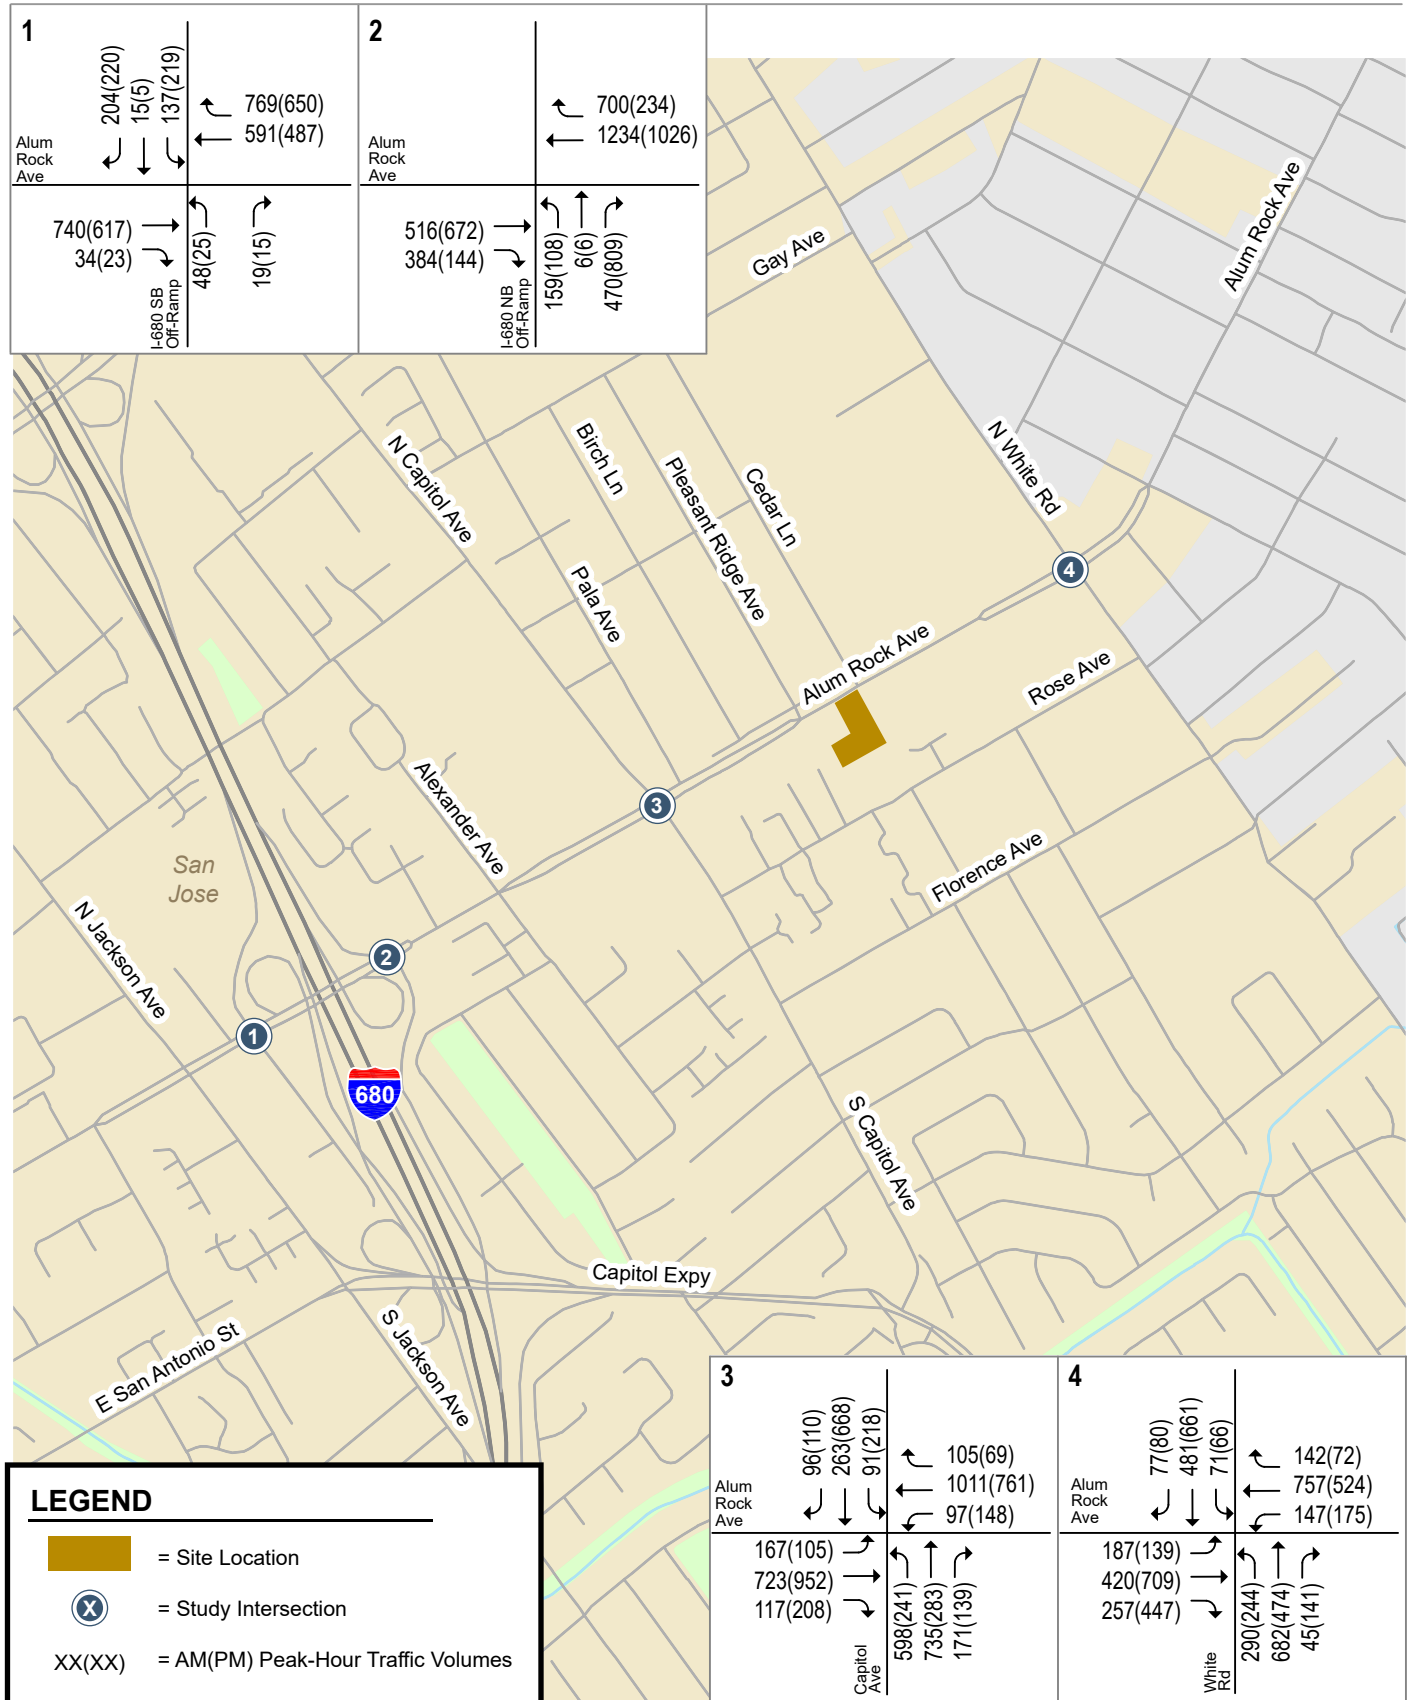 1
204(220)
15(5)
137(219)
769(650)
591(487)
Alum
Rock
Ave
740(617)
34(23)
48(25)
19(15)
I-680 SB
Off-Ramp
2
700(234)
1234(1026)
Alum
Rock
Ave
516(672)
384(144)
159(108)
6(6)
470(809)
I-680 NB
Off-Ramp
Gay Ave
Alum Rock Ave
N Capitol Ave
Birch Ln
Pleasant Ridge Ave
Cedar Ln
N White Rd
Pala Ave
4
Alum Rock Ave
Rose Ave
Alexander Ave
3
San
Jose
Florence Ave
N Jackson Ave
2
1
680
S Capitol Ave
Capitol Expy
E San Antonio St
S Jackson Ave
3
96(110)
263(668)
91(218)
105(69)
1011(761)
97(148)
Alum
Rock
Ave
167(105)
723(952)
117(208)
598(241)
735(283)
171(139)
Capitol
Ave
4
77(80)
481(661)
71(66)
142(72)
757(524)
147(175)
Alum
Rock
Ave
187(139)
420(709)
257(447)
290(244)
682(474)
45(141)
White
Rd
LEGEND
= Site Location
X = Study Intersection
XX(XX) = AM(PM) Peak-Hour Traffic Volumes